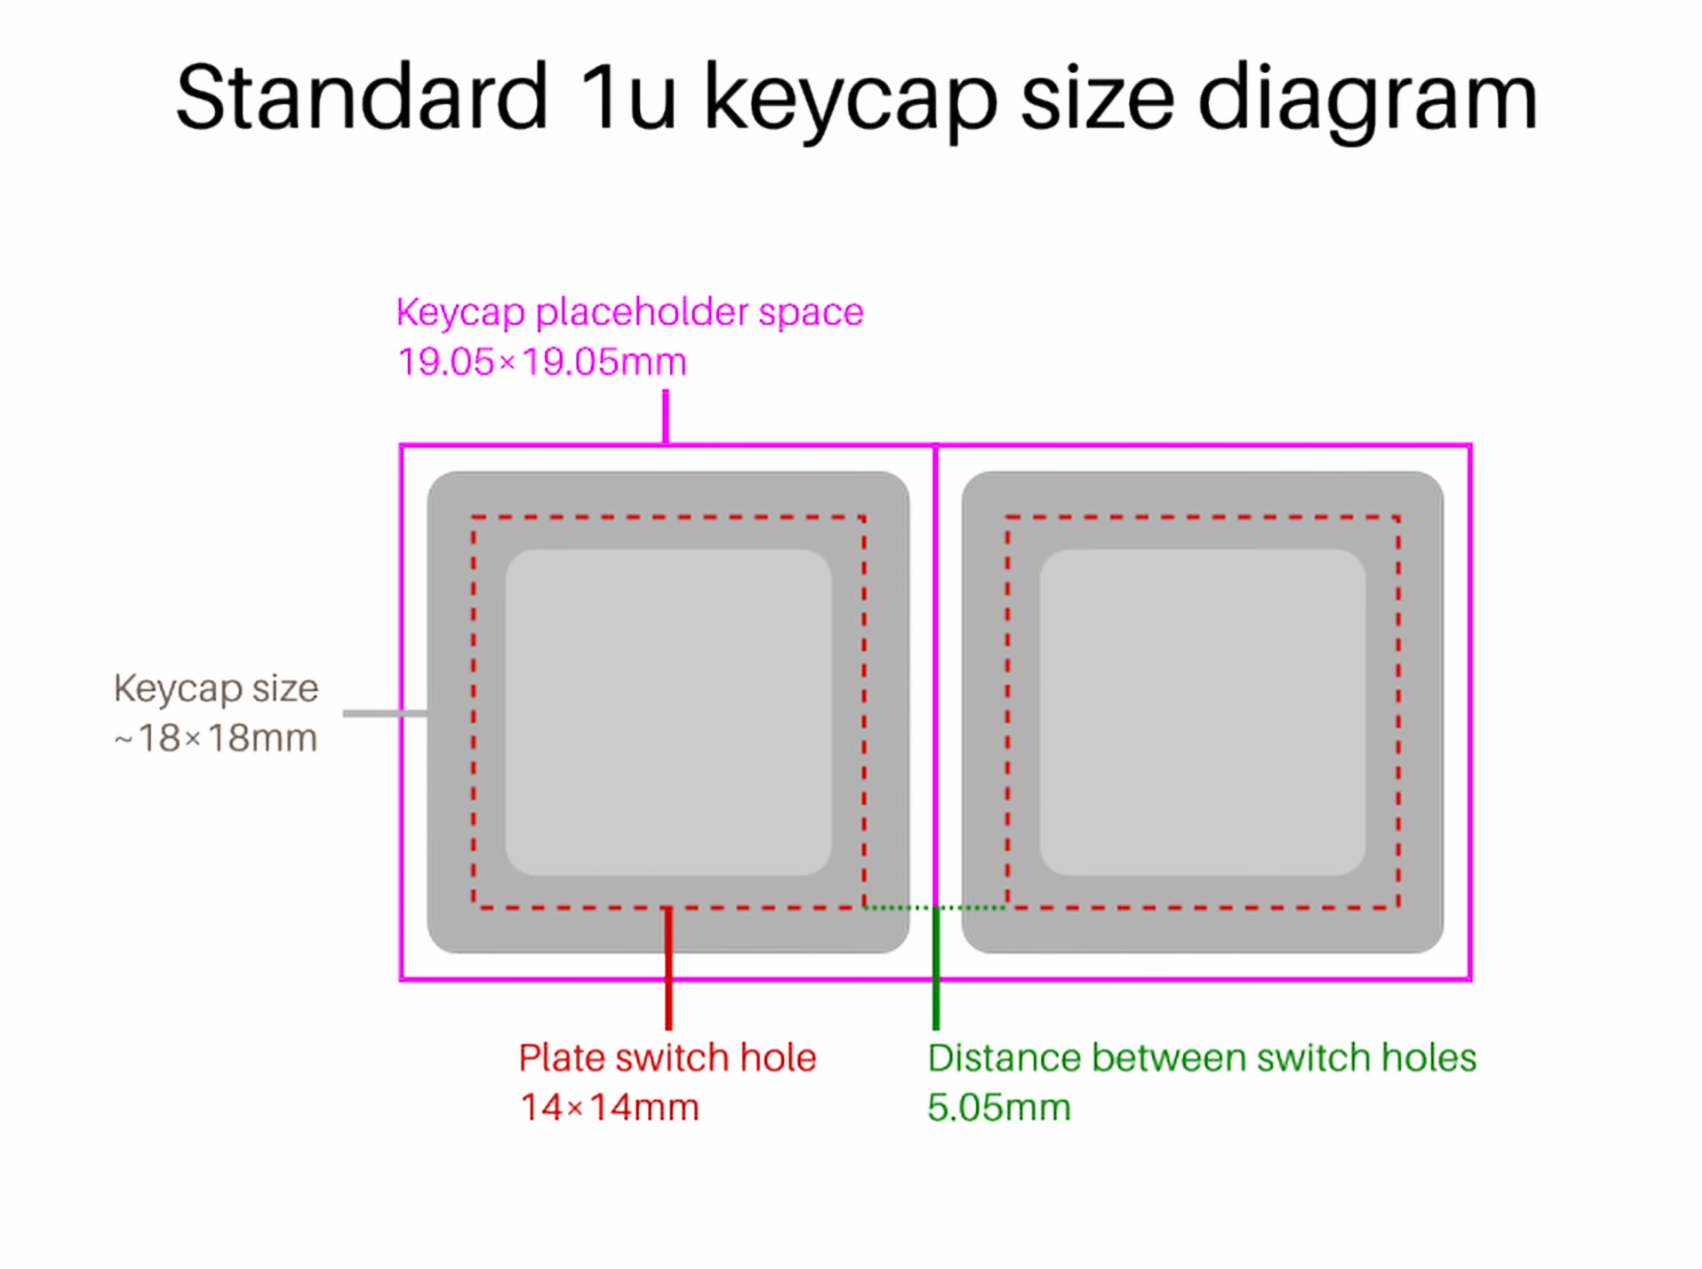 Standard 1u keycap size diagram
Keycap placeholder space
19.05×19.05mm
Keycap size
~18×18mm
Plate switch hole
14×14mm
Distance between switch holes
5.05mm